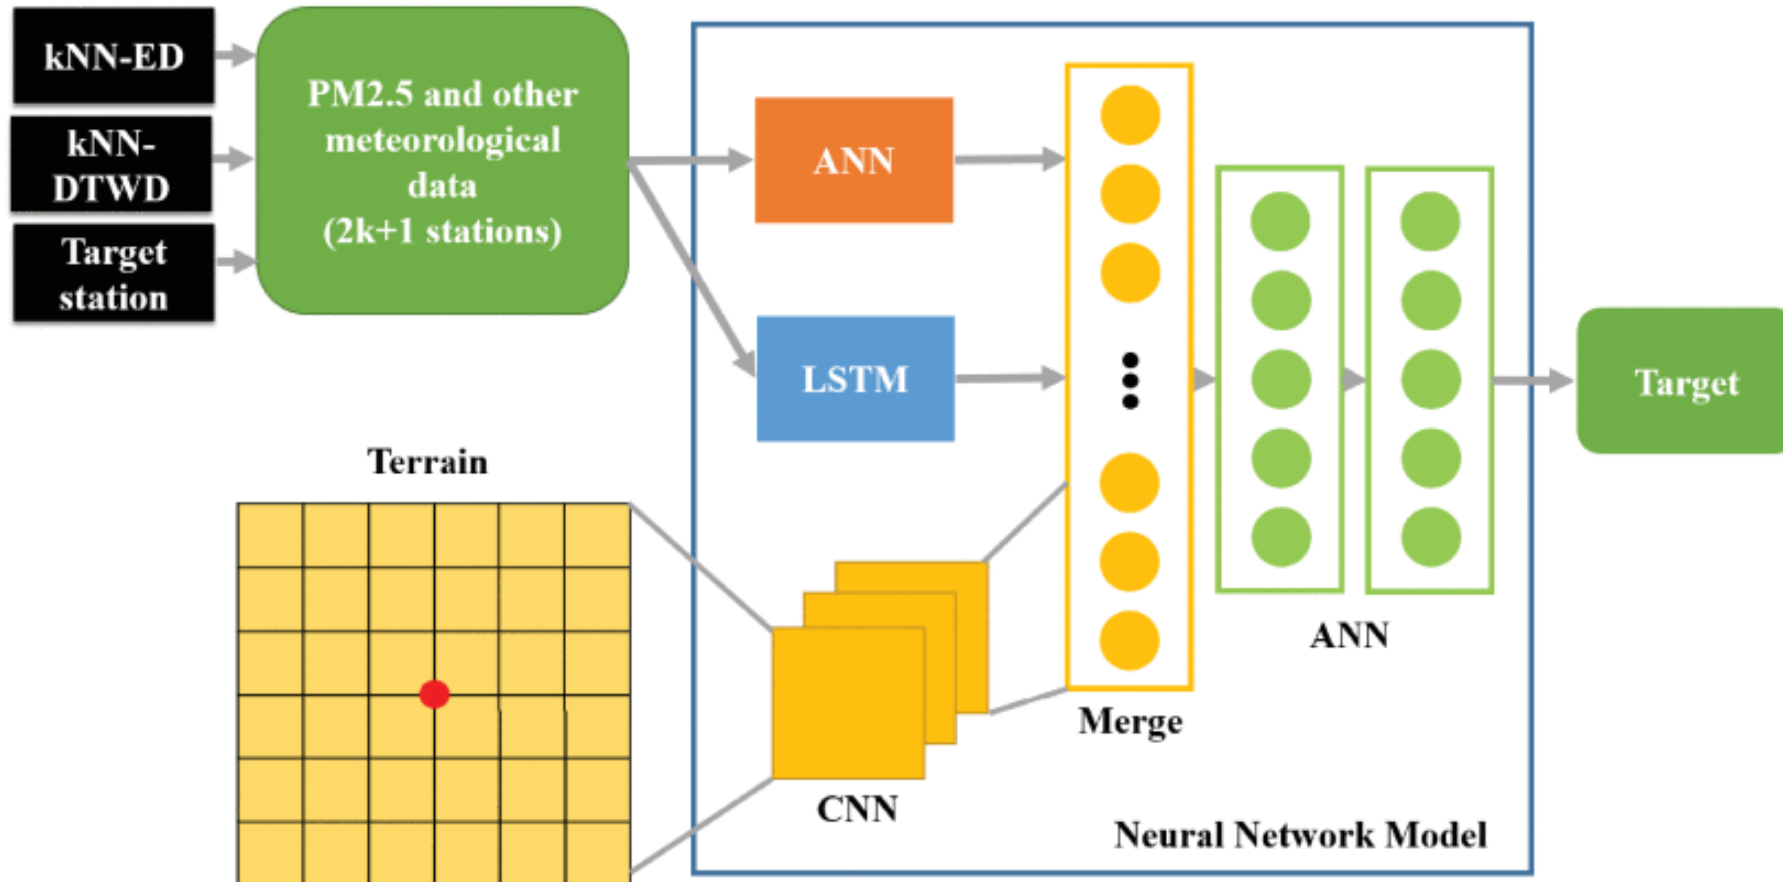 kNN-ED
kNN-
DTWD
Target
station
PM2.5 and other
meteorological
data
(2k+1 stations)
ANN
LSTM
Terrain
CNN
Merge
ANN
Target
Neural Network Model